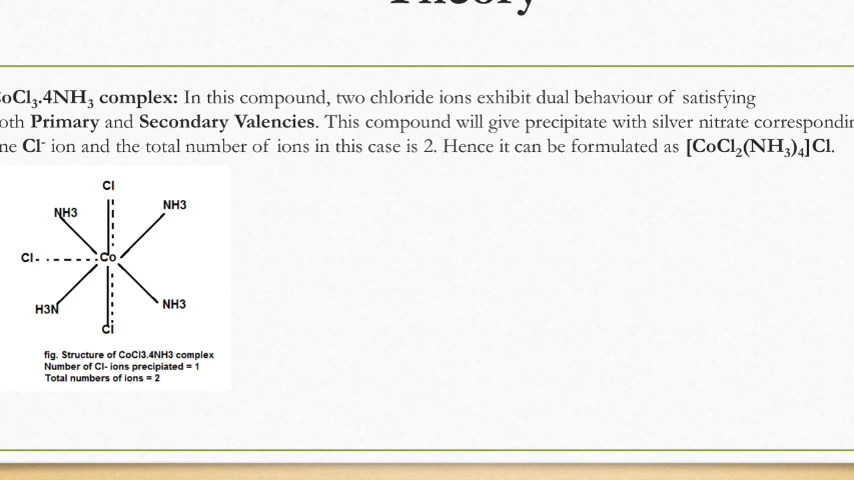 Theory
CoCl₃.4NH₃ complex: In this compound, two chloride ions exhibit dual behaviour of satisfying
oth Primary and Secondary Valencies. This compound will give precipitate with silver nitrate correspondin
ne Cl⁻ ion and the total number of ions in this case is 2. Hence it can be formulated as [CoCl₂(NH₃)₄]Cl.
Cl
NH3 NH3
Cl Co
H3N NH3
Cl
fig. Structure of CoCl3.4NH3 complex
Number of Cl- ions precipiated = 1
Total numbers of ions = 2